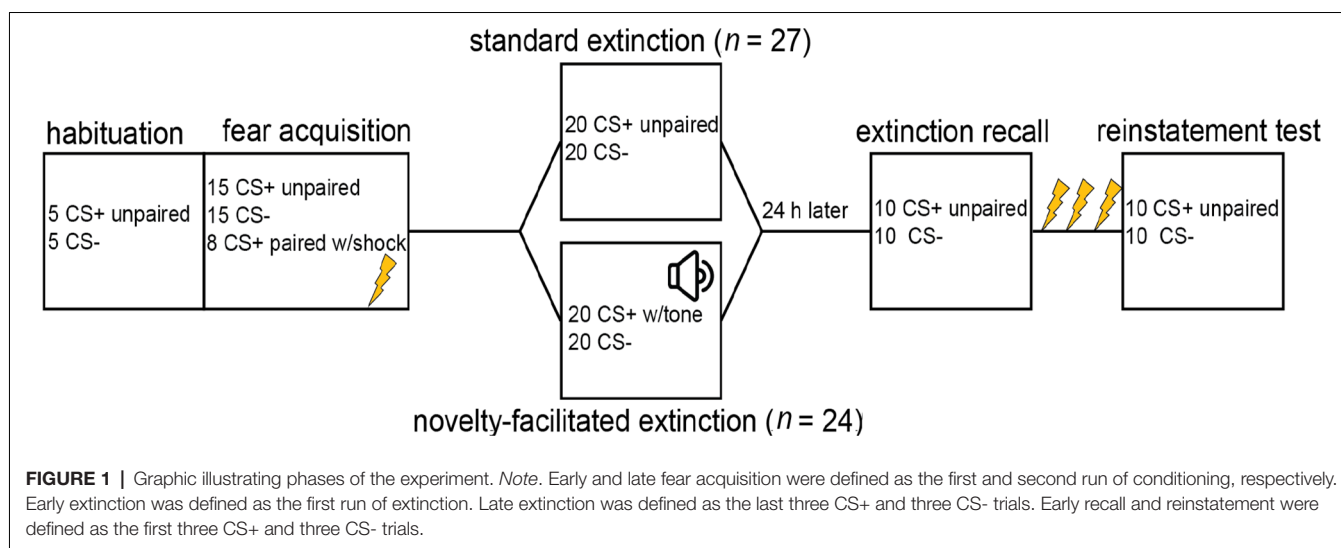 standard extinction (n = 27)
habituation
fear acquisition
5 CS+ unpaired
5 CS-
15 CS+ unpaired
15 CS-
8 CS+ paired w/shock
20 CS+ unpaired
20 CS-
20 CS+ w/tone
20 CS-
novelty-facilitated extinction (n = 24)
24 h later
extinction recall
10 CS+ unpaired
10 CS-
reinstatement test
10 CS+ unpaired
10 CS-
FIGURE 1 | Graphic illustrating phases of the experiment. Note. Early and late fear acquisition were defined as the first and second run of conditioning, respectively.
Early extinction was defined as the first run of extinction. Late extinction was defined as the last three CS+ and three CS- trials. Early recall and reinstatement were
defined as the first three CS+ and three CS- trials.